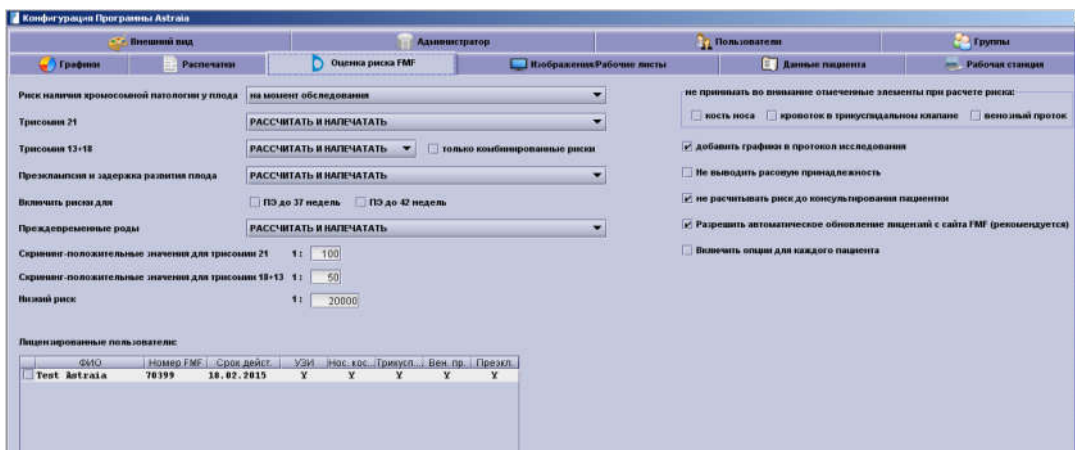 Конфигурация Программы Astraia
Внешний вид
Администратор
Пользователи
Группы
Графики
Распечатки
Оценка риска FMF
Изображения/Рабочие листы
Данные пациента
Рабочая станция
Риск наличия хромосомной патологии у плода
на момент обследования
Трисомия 21
РАССЧИТАТЬ И НАПЕЧАТАТЬ
Трисомия 13+18
РАССЧИТАТЬ И НАПЕЧАТАТЬ
только комбинированные риски
Преэклампсия и задержка развития плода
РАССЧИТАТЬ И НАПЕЧАТАТЬ
Включить риски для
ПЭ до 37 недель
ПЭ до 42 недель
Преждевременные роды
РАССЧИТАТЬ И НАПЕЧАТАТЬ
Скрининг-положительные значения для трисомии 21 1: 100
Скрининг-положительные значения для трисомии 18+13 1: 50
Низкий риск 1: 20000
не принимать во внимание отмеченные элементы при расчете риска:
кость носа
кровоток в трикуспидальном клапане
венозный проток
добавить графики в протокол исследования
Не выводить расовую принадлежность
не расчитывать риск до консультирования пациентки
Разрешить автоматическое обновление лицензий с сайта FMF (рекомендуется)
Включить опции для каждого пациента
Лицензированные пользователи:
ФИО Номер FMF Срок дейст. УЗИ Нос. кос... Трикусп... Вен. пр. Преэкл.
Test Astraia 70399 18.02.2015 Y Y Y Y Y